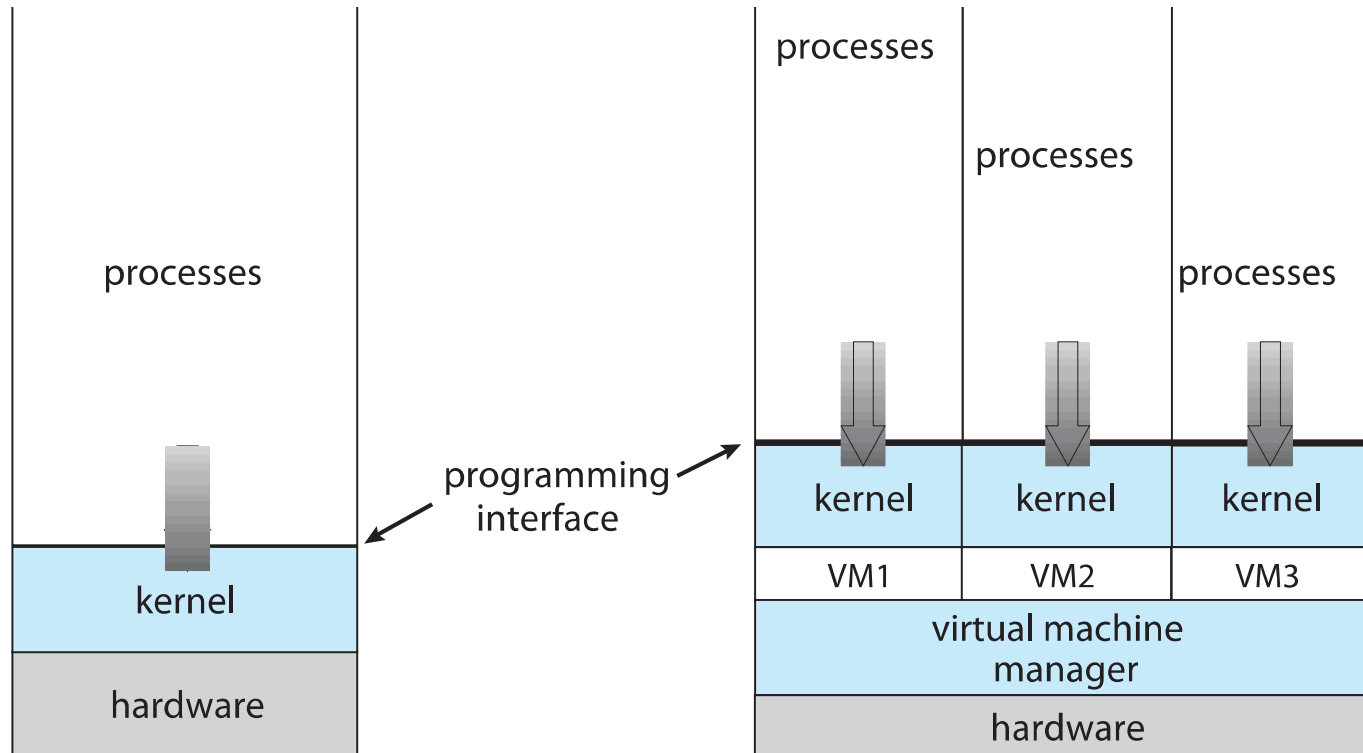 processes
kernel
hardware
programming
interface
processes
processes
processes
kernel
kernel
kernel
VM1
VM2
VM3
virtual machine
manager
hardware